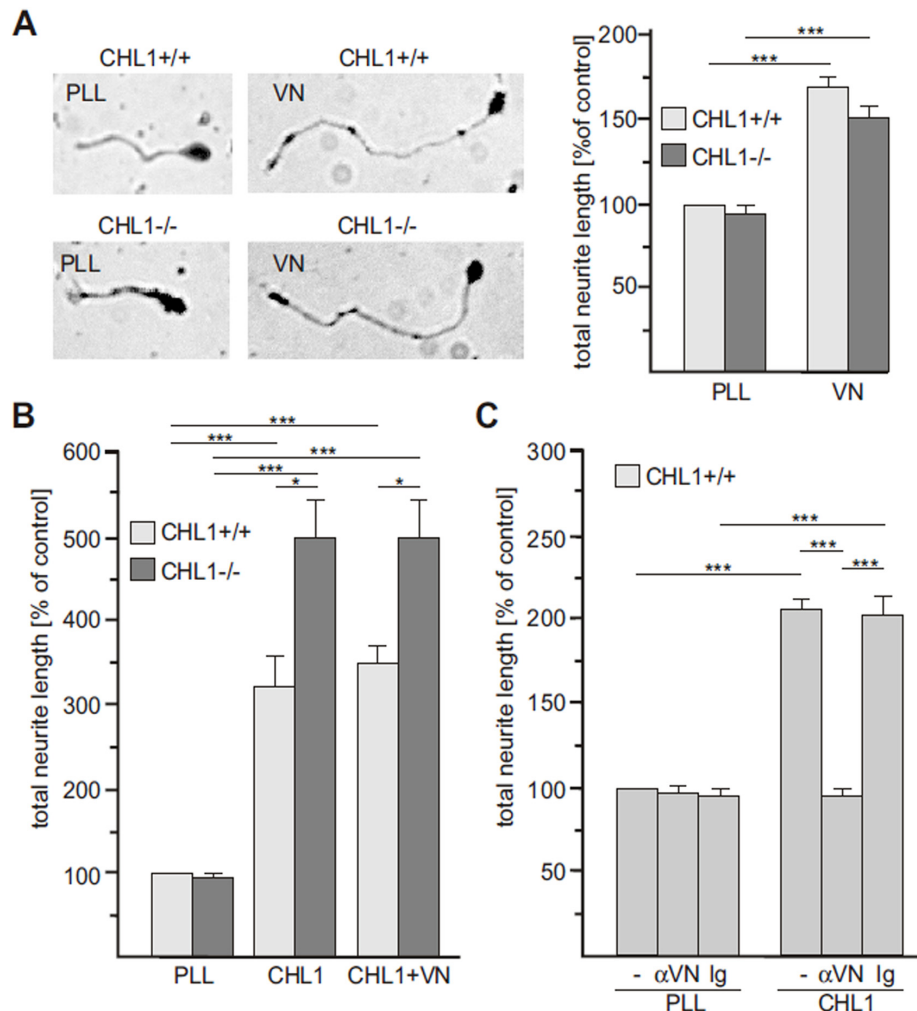 A
CHL1+/+
CHL1+/+
PLL
VN
CHL1-/-
CHL1-/-
PLL
VN
total neurite length [%of control]
200
150
100
50
***
***
CHL1+/+
CHL1-/-
PLL
VN
B
total neurite length [% of control]
600
500
400
300
200
100
***
***
***
***
*
*
CHL1+/+
CHL1-/-
PLL
CHL1
CHL1+VN
C
total neurite length [% of control]
300
250
200
150
100
50
CHL1+/+
***
***
***
***
- αVN Ig
- αVN Ig
PLL
CHL1